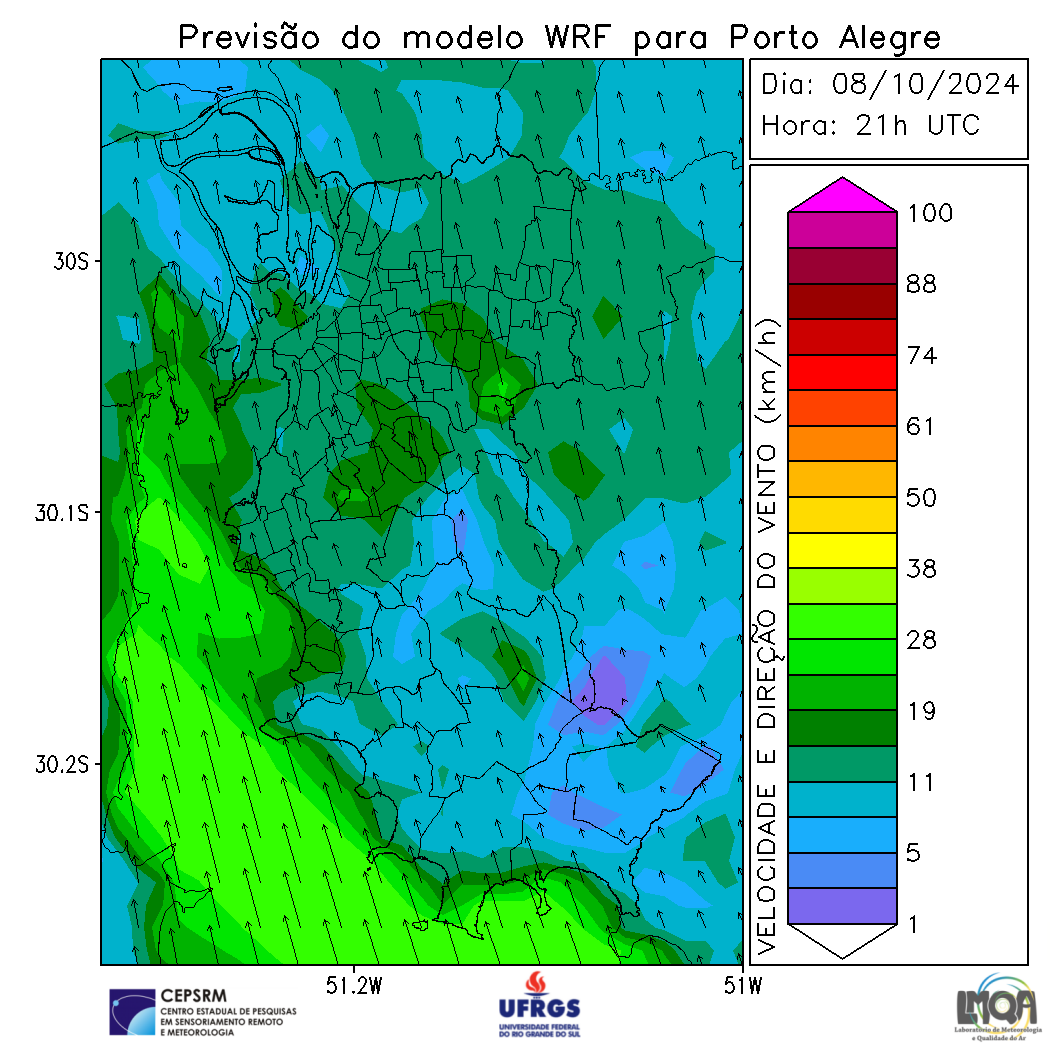 Previsão do modelo WRF para Porto Alegre
Dia: 08/10/2024
Hora: 21h UTC
30S
30.1S
30.2S
51.2W
51W
VELOCIDADE E DIREÇÃO DO VENTO (km/h)
100
88
74
61
50
38
28
19
11
5
1
CEPSRM
CENTRO ESTADUAL DE PESQUISAS
EM SENSORIAMENTO REMOTO
E METEOROLOGIA
UFRGS
UNIVERSIDADE FEDERAL
DO RIO GRANDE DO SUL
LMQA
Laboratório de Meteorologia
e Qualidade do Ar